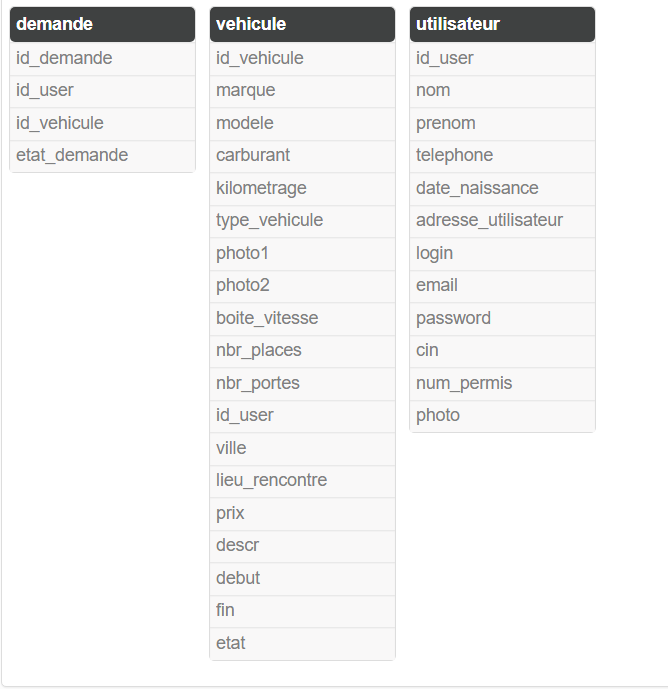 demande
id_demande
id_user
id_vehicule
etat_demande
vehicule
id_vehicule
marque
modele
carburant
kilometrage
type_vehicule
photo1
photo2
boite_vitesse
nbr_places
nbr_portes
id_user
ville
lieu_rencontre
prix
descr
debut
fin
etat
utilisateur
id_user
nom
prenom
telephone
date_naissance
adresse_utilisateur
login
email
password
cin
num_permis
photo